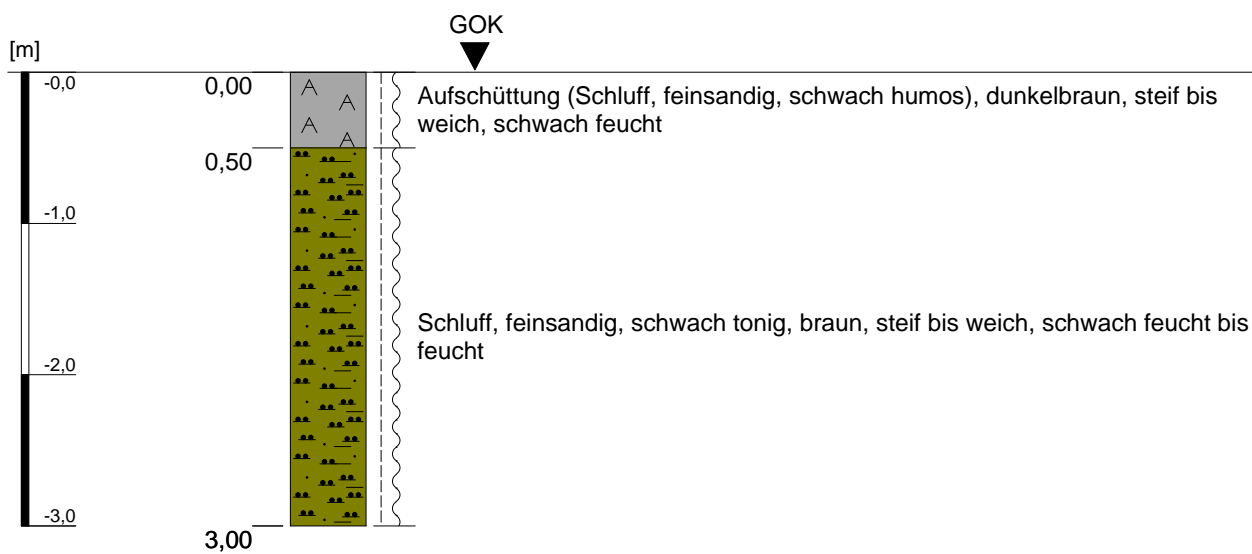 GOK
[m]
-0,0
0,00
Aufschüttung (Schluff, feinsandig, schwach humos), dunkelbraun, steif bis
weich, schwach feucht
0,50
-1,0
Schluff, feinsandig, schwach tonig, braun, steif bis weich, schwach feucht bis
feucht
-2,0
-3,0
3,00